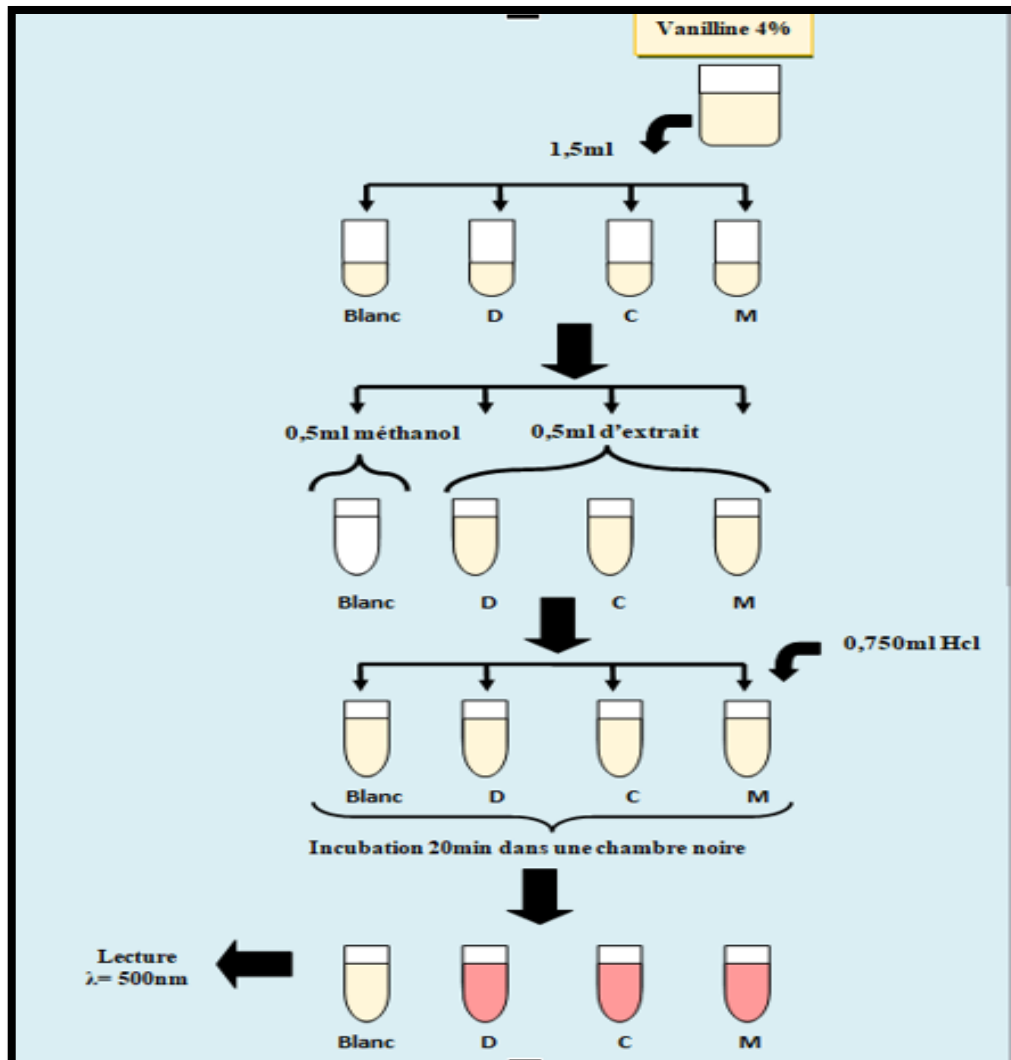 Vanilline 4%
1,5ml
Blanc D C M
0,5ml méthanol 0,5ml d'extrait
Blanc D C M
0,750ml Hcl
Blanc D C M
Incubation 20min dans une chambre noire
Lecture
λ= 500nm
Blanc D C M